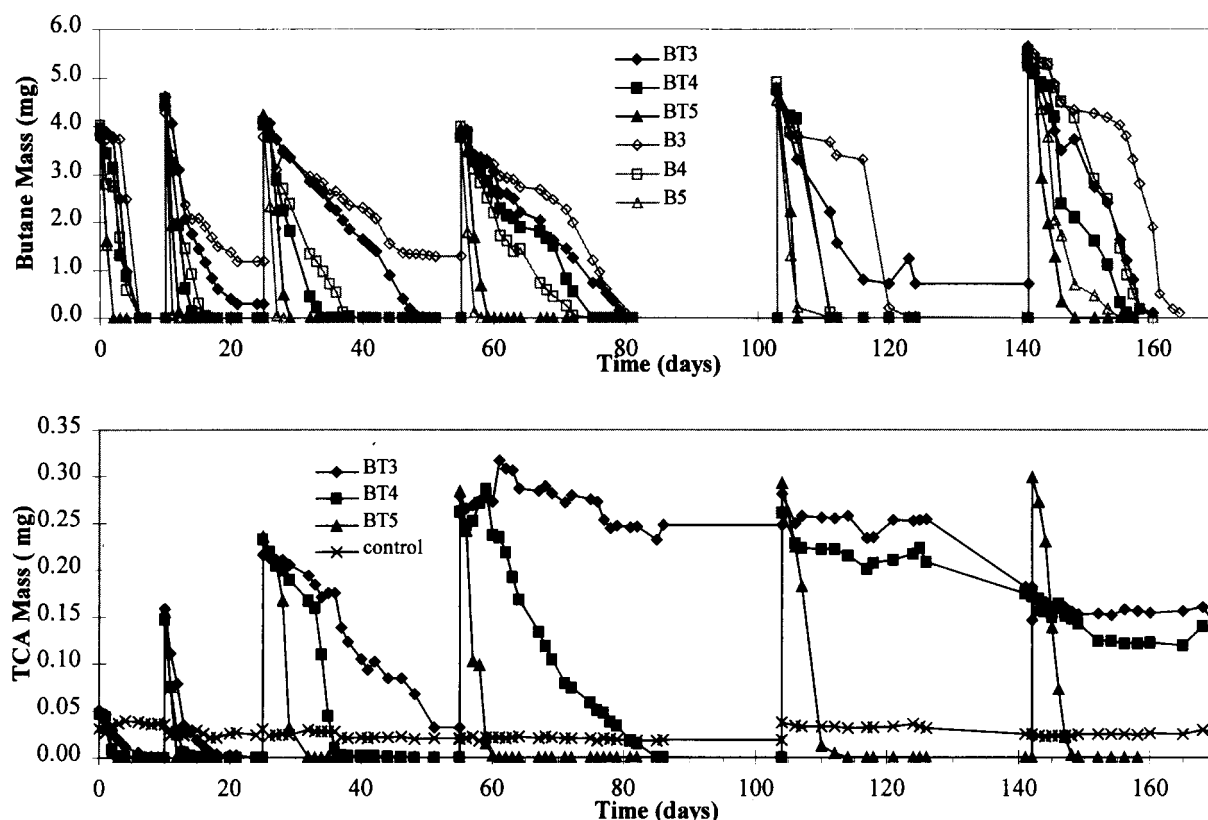 6.0
5.0
4.0
3.0
2.0
1.0
0.0
Butane Mass (mg)
BT3
BT4
BT5
B3
B4
B5
0 20 40 60 80 100 120 140 160
Time (days)
0.35
0.30
0.25
0.20
0.15
0.10
0.05
0.00
TCA Mass ( mg)
BT3
BT4
BT5
control
0 20 40 60 80 100 120 140 160
Time (days)